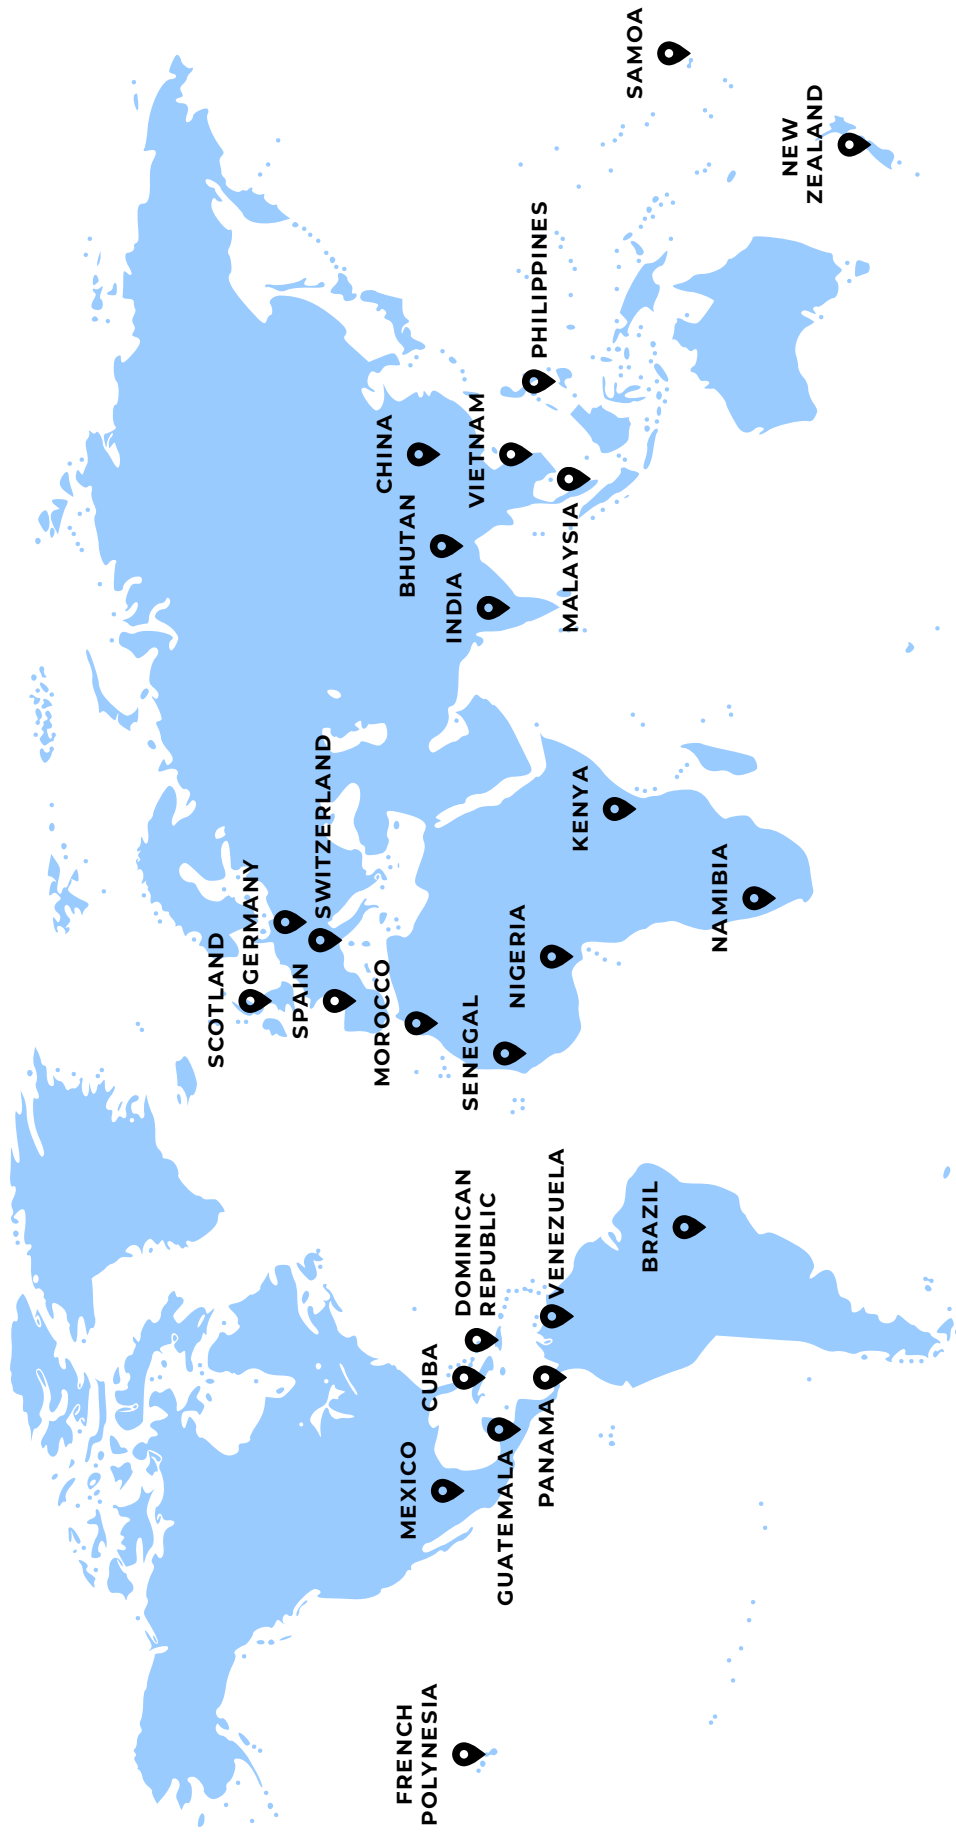 SCOTLAND
GERMANY
SWITZERLAND
SPAIN
MOROCCO
SENEGAL
NIGERIA
KENYA
NAMIBIA
CHINA
BHUTAN
INDIA
VIETNAM
MALAYSIA
PHILIPPINES
SAMOA
NEW
ZEALAND
FRENCH
POLYNESIA
MEXICO
GUATEMALA
PANAMA
CUBA
DOMINICAN
REPUBLIC
VENEZUELA
BRAZIL